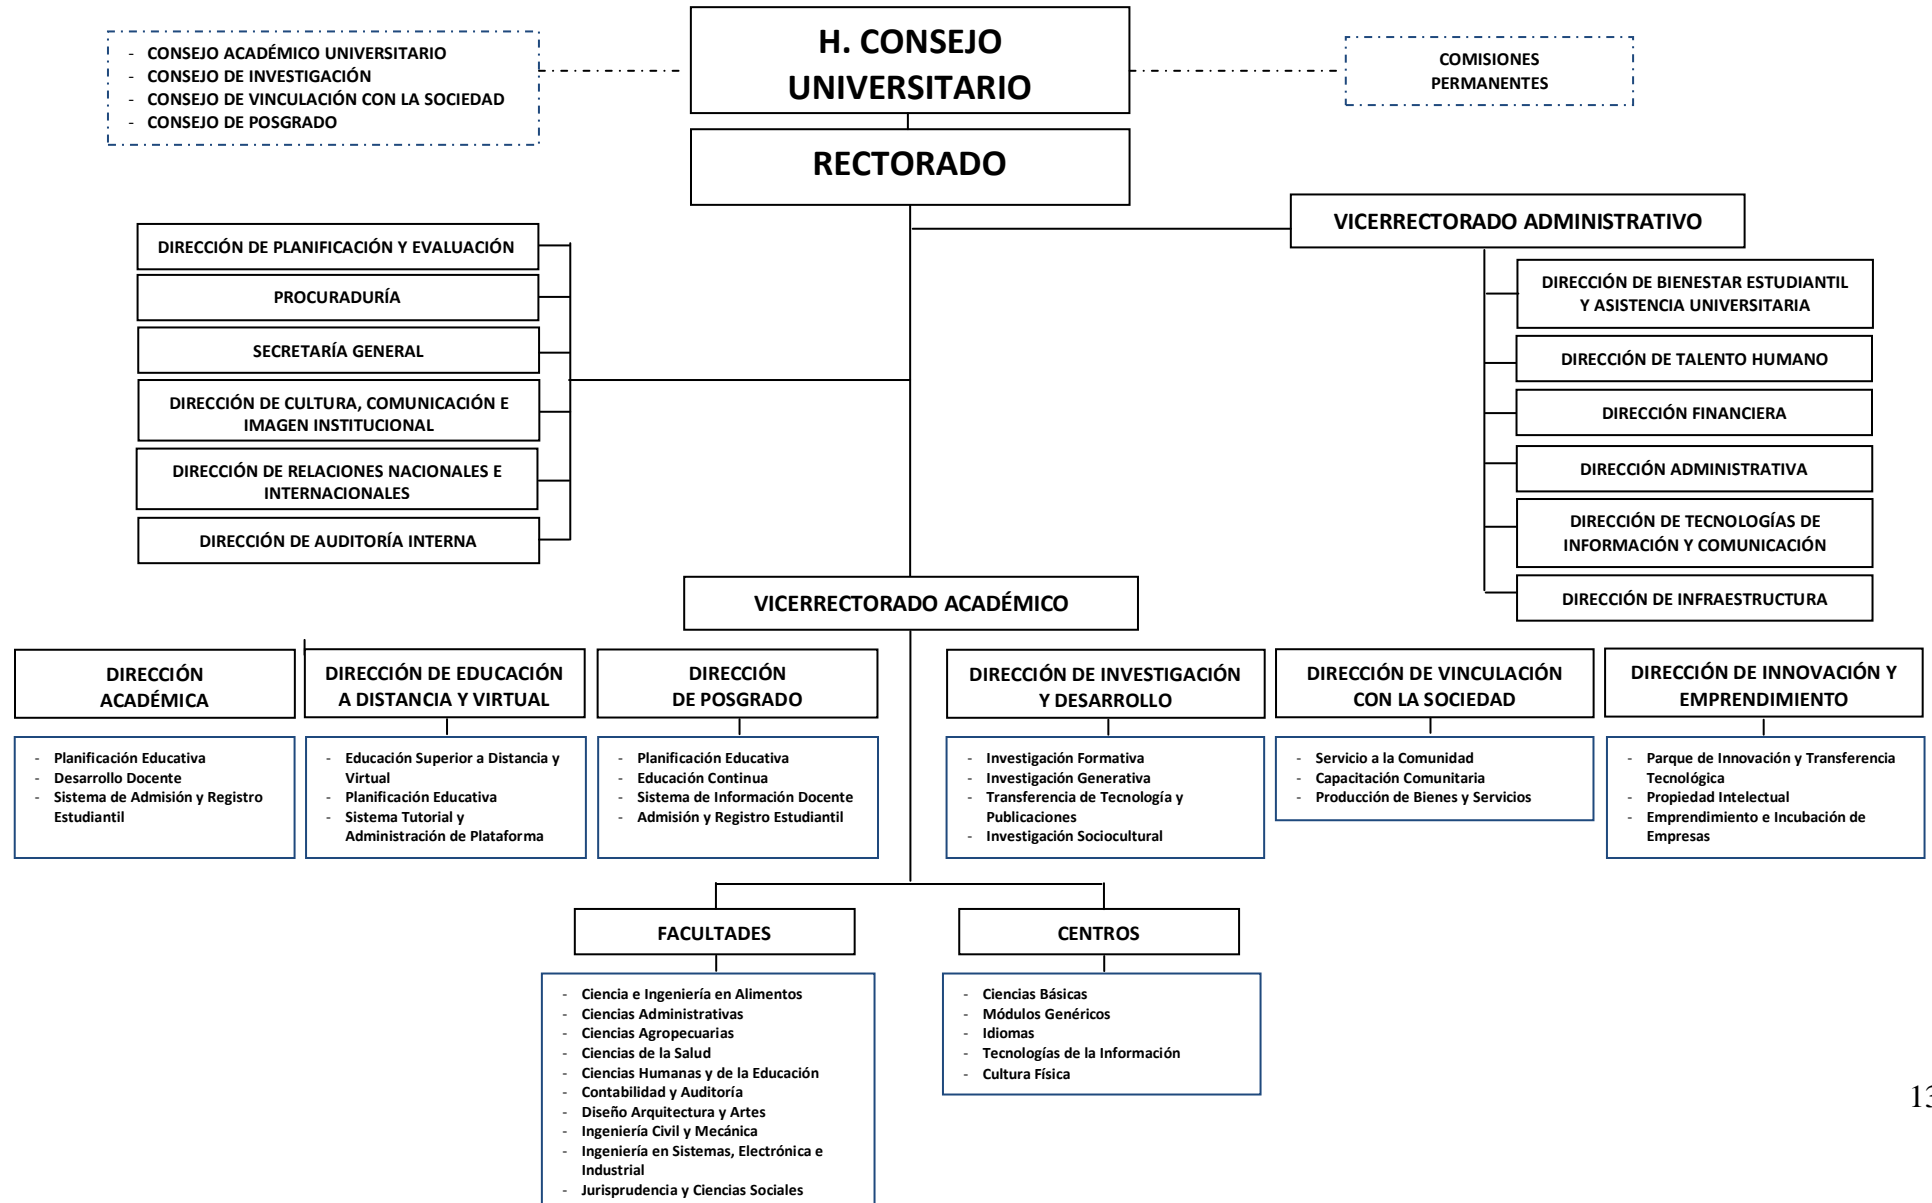 - CONSEJO ACADÉMICO UNIVERSITARIO
- CONSEJO DE INVESTIGACIÓN
- CONSEJO DE VINCULACIÓN CON LA SOCIEDAD
- CONSEJO DE POSGRADO
H. CONSEJO
UNIVERSITARIO
COMISIONES
PERMANENTES
RECTORADO
VICERRECTORADO ADMINISTRATIVO
DIRECCIÓN DE PLANIFICACIÓN Y EVALUACIÓN
PROCURADURÍA
SECRETARÍA GENERAL
DIRECCIÓN DE CULTURA, COMUNICACIÓN E
IMAGEN INSTITUCIONAL
DIRECCIÓN DE RELACIONES NACIONALES E
INTERNACIONALES
DIRECCIÓN DE AUDITORÍA INTERNA
DIRECCIÓN DE BIENESTAR ESTUDIANTIL
Y ASISTENCIA UNIVERSITARIA
DIRECCIÓN DE TALENTO HUMANO
DIRECCIÓN FINANCIERA
DIRECCIÓN ADMINISTRATIVA
DIRECCIÓN DE TECNOLOGÍAS DE
INFORMACIÓN Y COMUNICACIÓN
DIRECCIÓN DE INFRAESTRUCTURA
VICERRECTORADO ACADÉMICO
DIRECCIÓN
ACADÉMICA
- Planificación Educativa
- Desarrollo Docente
- Sistema de Admisión y Registro
Estudiantil
DIRECCIÓN DE EDUCACIÓN
A DISTANCIA Y VIRTUAL
- Educación Superior a Distancia y
Virtual
- Planificación Educativa
- Sistema Tutorial y
Administración de Plataforma
DIRECCIÓN
DE POSGRADO
- Planificación Educativa
- Educación Continua
- Sistema de Información Docente
- Admisión y Registro Estudiantil
DIRECCIÓN DE INVESTIGACIÓN
Y DESARROLLO
- Investigación Formativa
- Investigación Generativa
- Transferencia de Tecnología y
Publicaciones
- Investigación Sociocultural
DIRECCIÓN DE VINCULACIÓN
CON LA SOCIEDAD
- Servicio a la Comunidad
- Capacitación Comunitaria
- Producción de Bienes y Servicios
DIRECCIÓN DE INNOVACIÓN Y
EMPRENDIMIENTO
- Parque de Innovación y Transferencia
Tecnológica
- Propiedad Intelectual
- Emprendimiento e Incubación de
Empresas
FACULTADES
- Ciencia e Ingeniería en Alimentos
- Ciencias Administrativas
- Ciencias Agropecuarias
- Ciencias de la Salud
- Ciencias Humanas y de la Educación
- Contabilidad y Auditoría
- Diseño Arquitectura y Artes
- Ingeniería Civil y Mecánica
- Ingeniería en Sistemas, Electrónica e
Industrial
- Jurisprudencia y Ciencias Sociales
CENTROS
- Ciencias Básicas
- Módulos Genéricos
- Idiomas
- Tecnologías de la Información
- Cultura Física
13